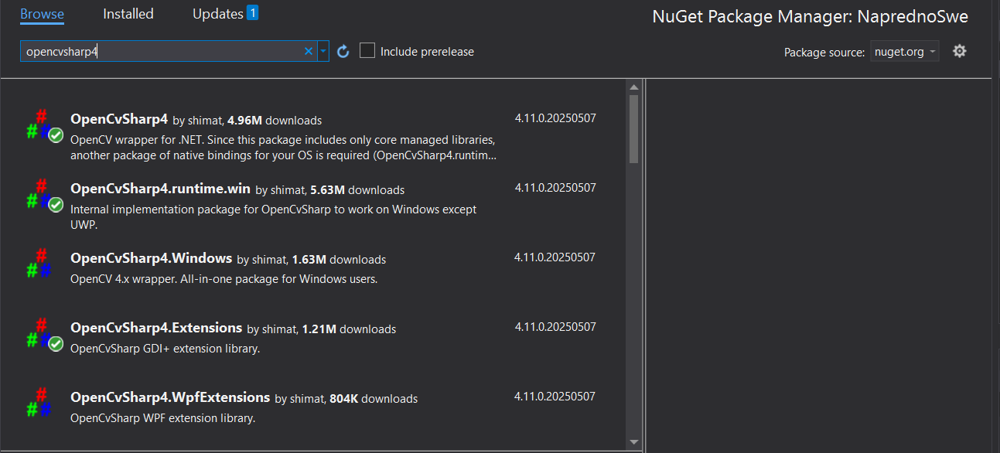 Browse Installed Updates 1 NuGet Package Manager: NaprednoSwe
opencvsharp4 Include prerelease Package source: nuget.org
OpenCvSharp4 by shimat, 4.96M downloads 4.11.0.20250507
OpenCV wrapper for .NET. Since this package includes only core managed libraries,
another package of native bindings for your OS is required (OpenCvSharp4.runtim...
OpenCvSharp4.runtime.win by shimat, 5.63M downloads 4.11.0.20250507
Internal implementation package for OpenCvSharp to work on Windows except
UWP.
OpenCvSharp4.Windows by shimat, 1.63M downloads 4.11.0.20250507
OpenCV 4.x wrapper. All-in-one package for Windows users.
OpenCvSharp4.Extensions by shimat, 1.21M downloads 4.11.0.20250507
OpenCvSharp GDI+ extension library.
OpenCvSharp4.WpfExtensions by shimat, 804K downloads 4.11.0.20250507
OpenCvSharp WPF extension library.